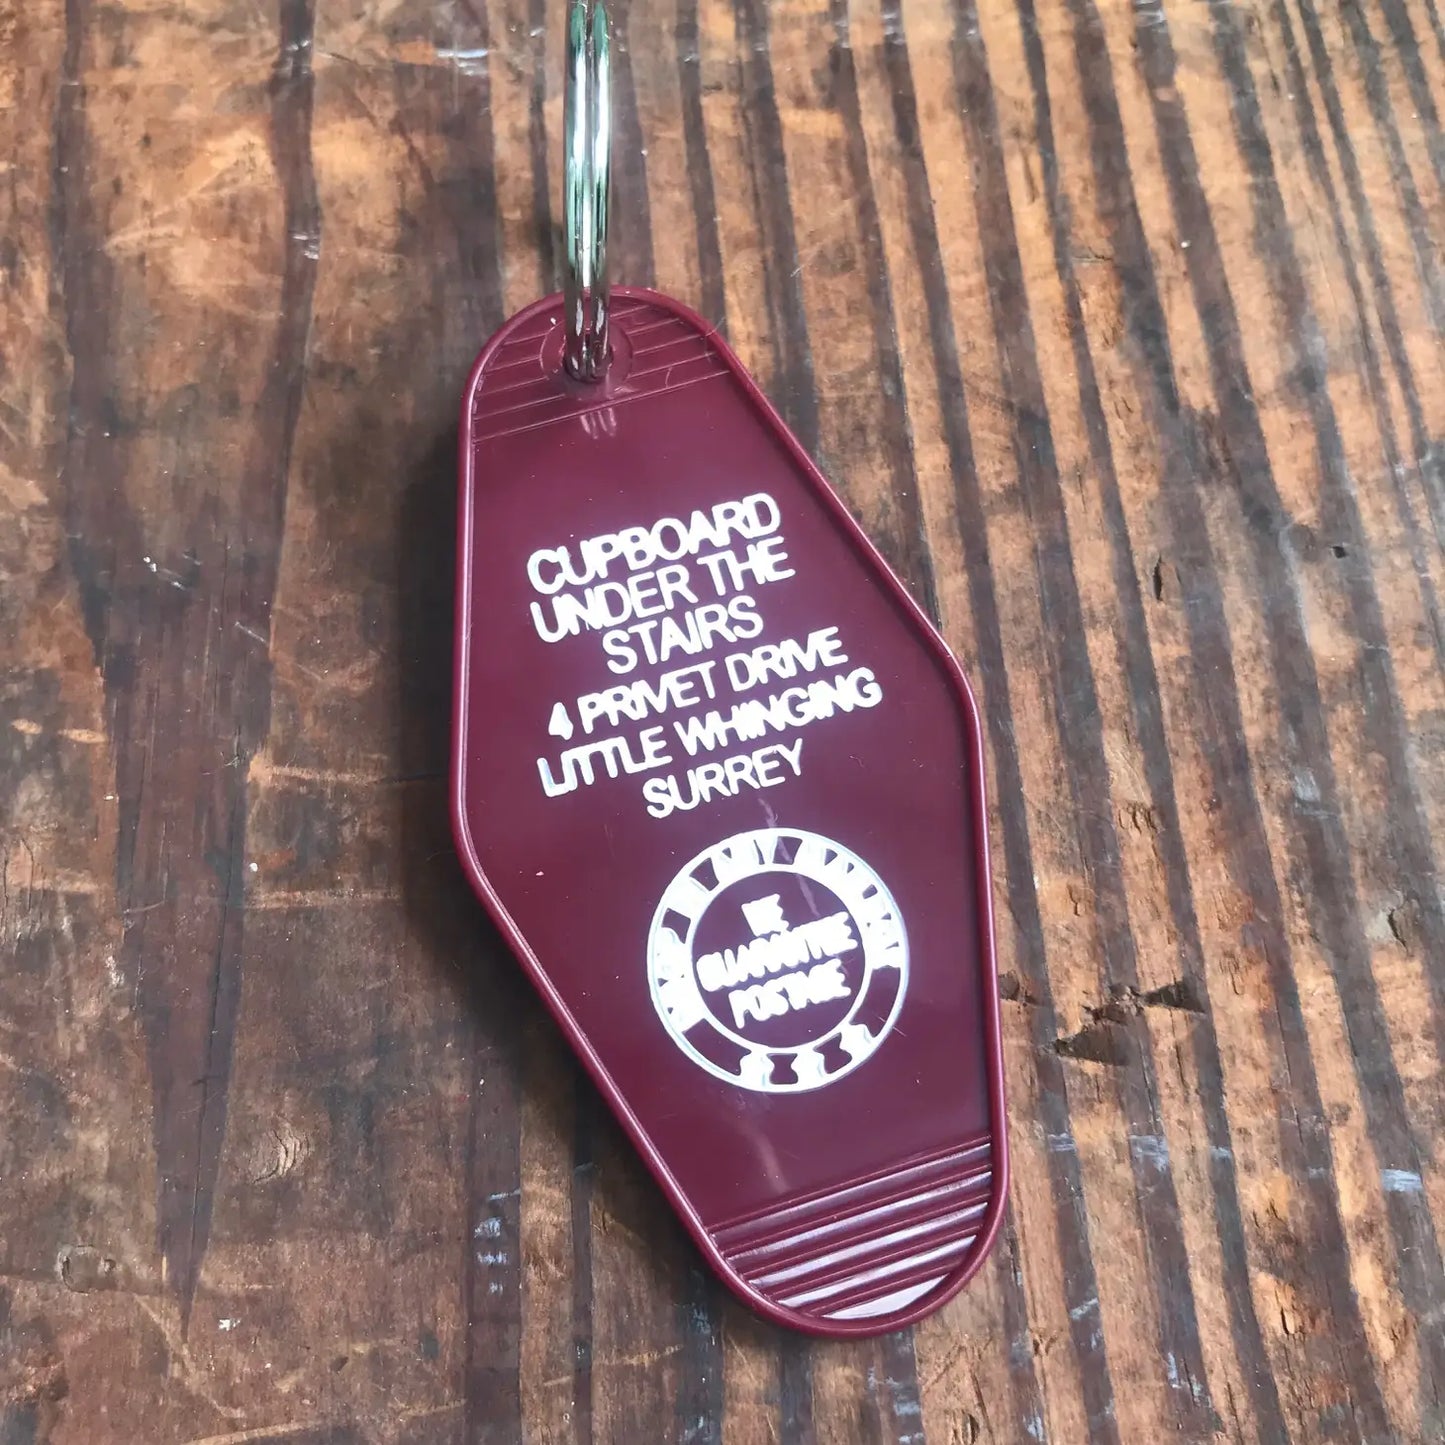 CUPBOARD
UNDER THE
STAIRS
4 PRIVET DRIVE
LITTLE WHINGING
SURREY
WE
GUARANTEE
POSTAGE